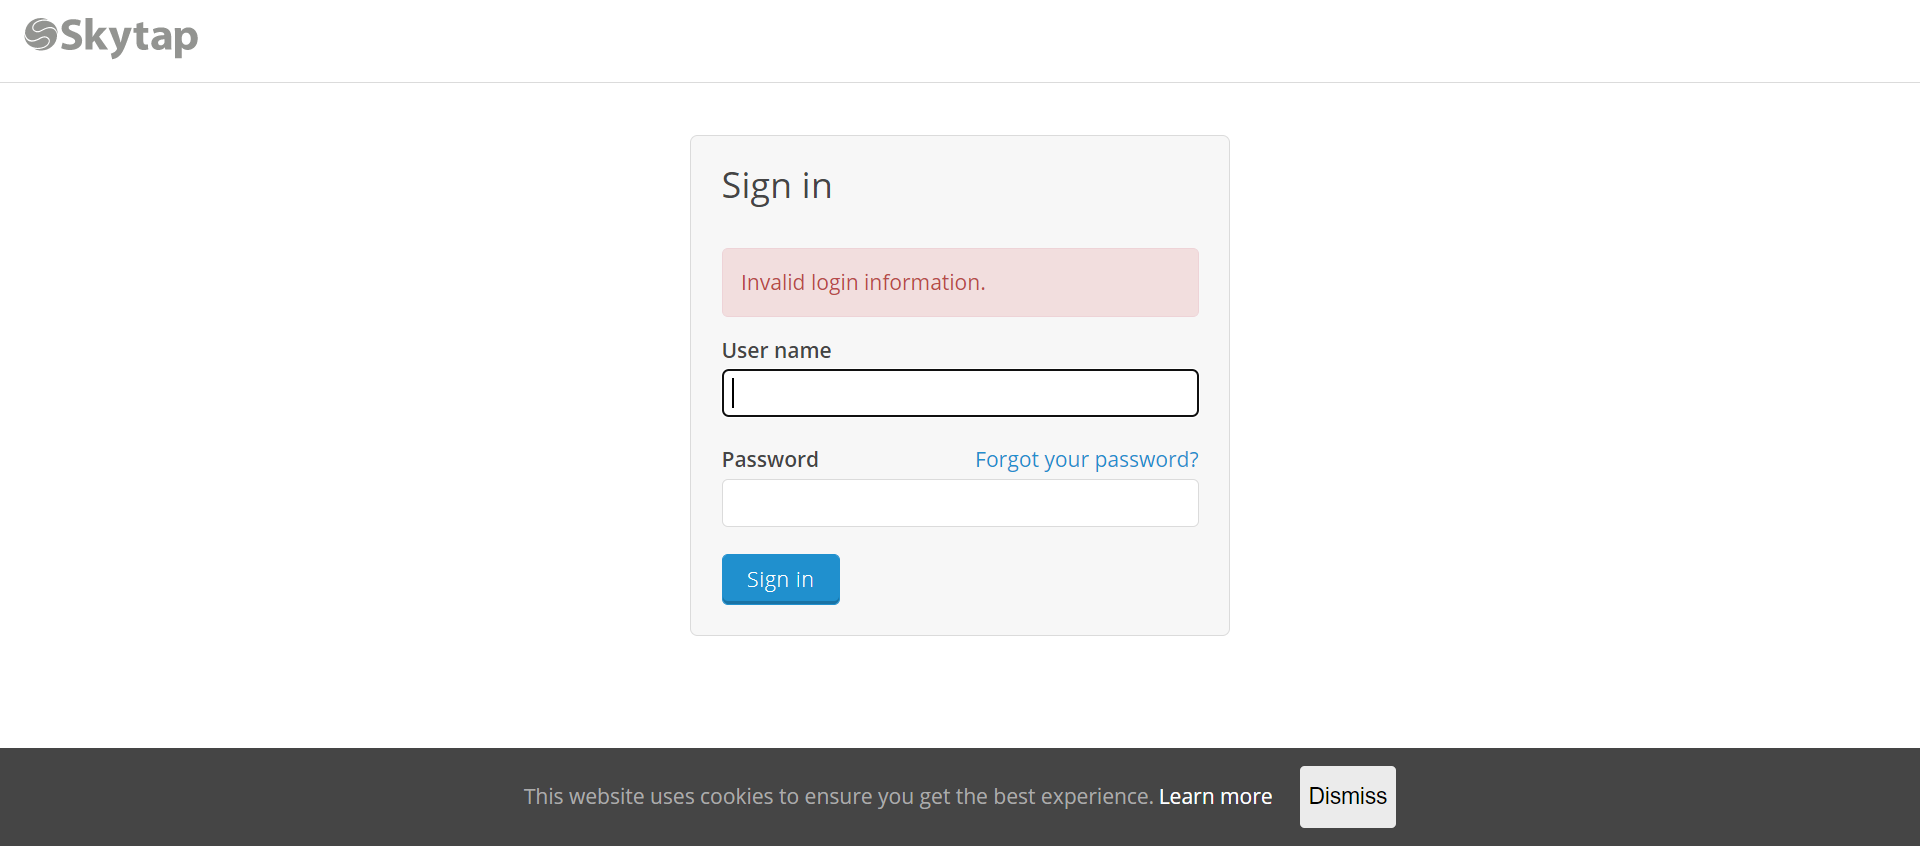 Skytap
Sign in
Invalid login information.
User name
Password
Forgot your password?
Sign in
This website uses cookies to ensure you get the best experience. Learn more
Dismiss